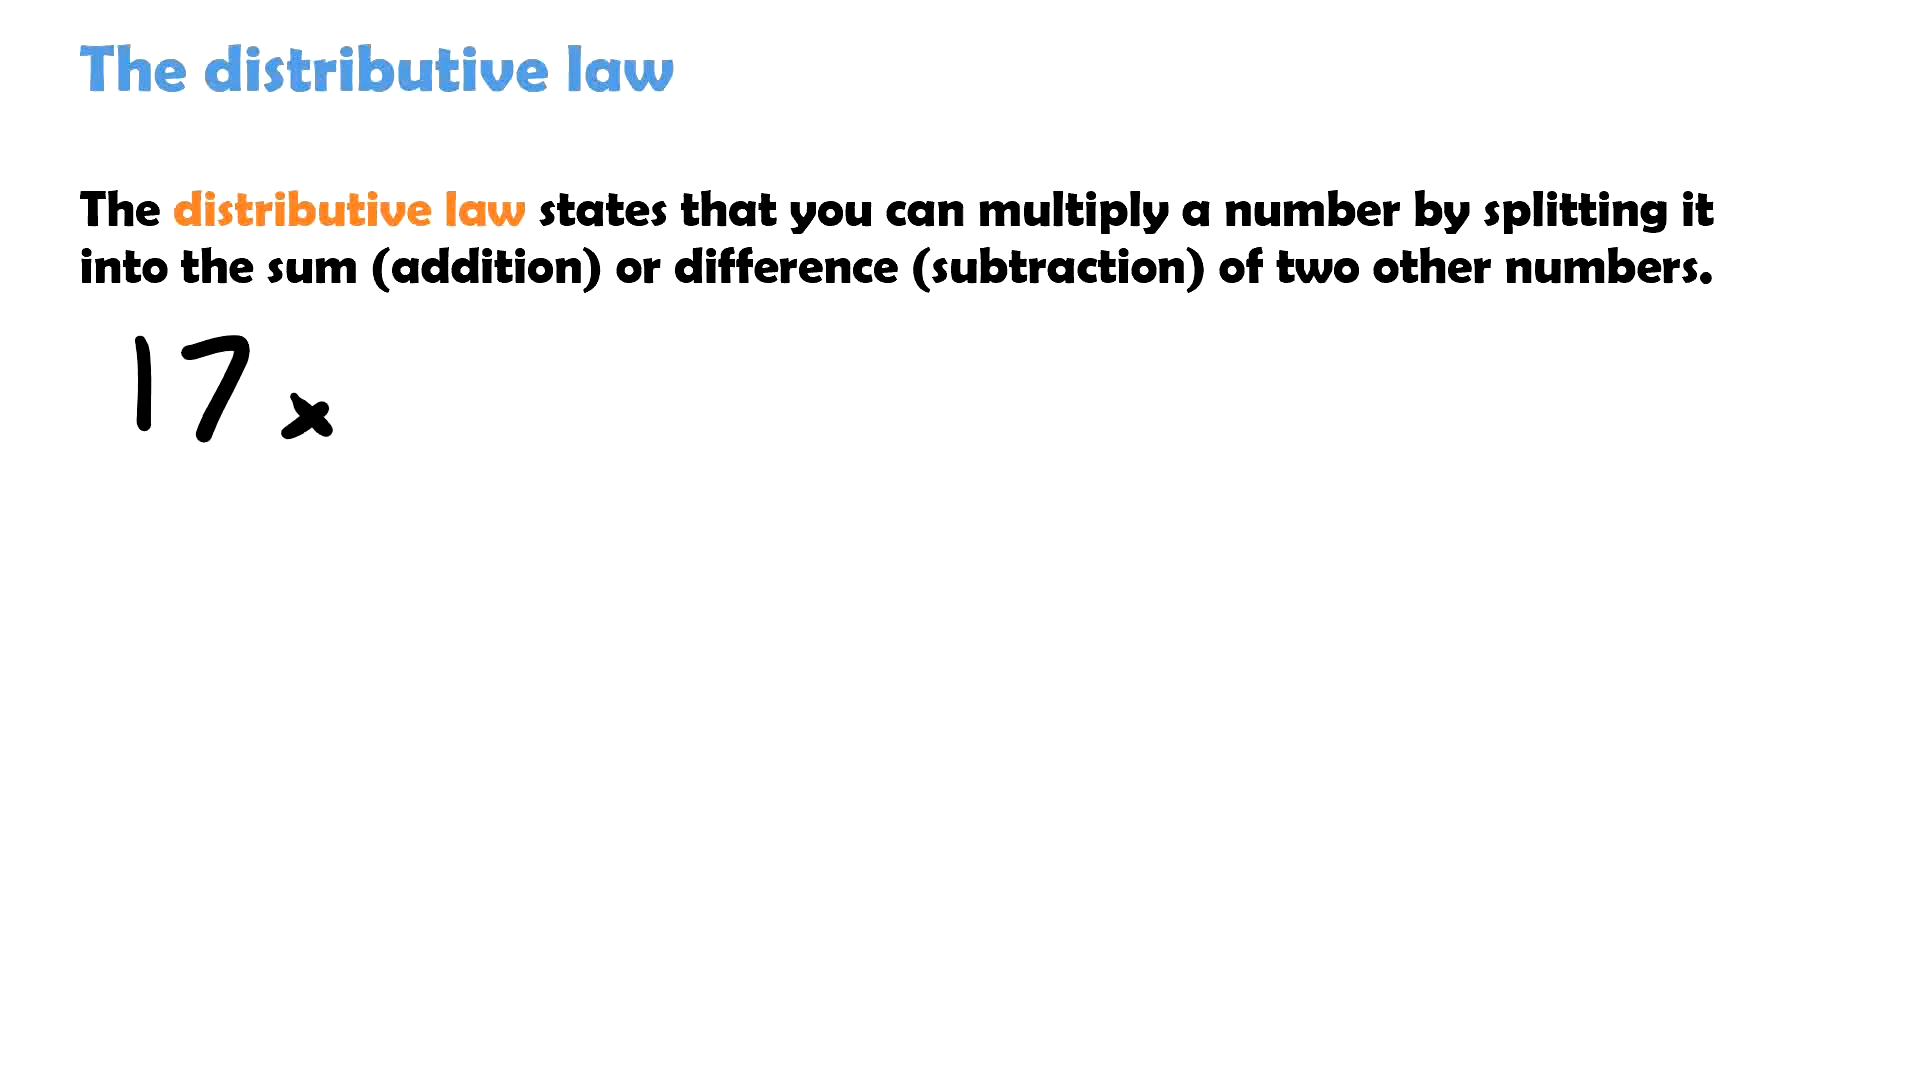 The distributive law
The distributive law states that you can multiply a number by splitting it
into the sum (addition) or difference (subtraction) of two other numbers.
17 ×